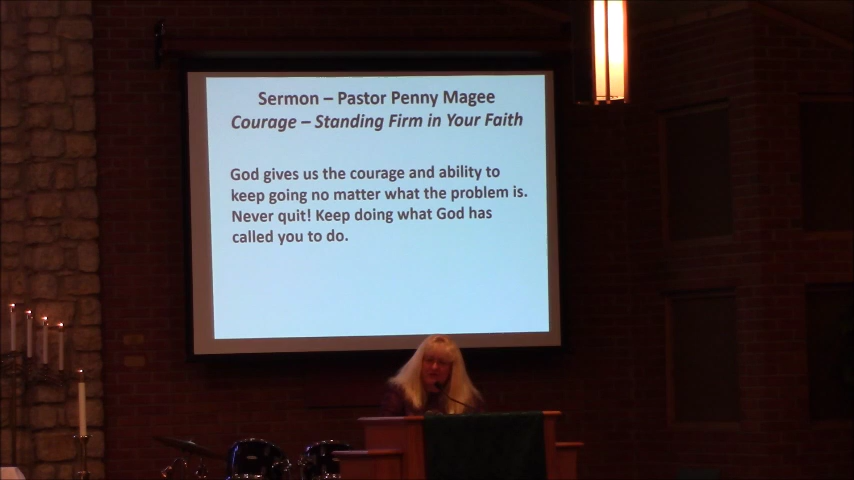 Sermon – Pastor Penny Magee
Courage – Standing Firm in Your Faith
God gives us the courage and ability to
keep going no matter what the problem is.
Never quit! Keep doing what God has
called you to do.